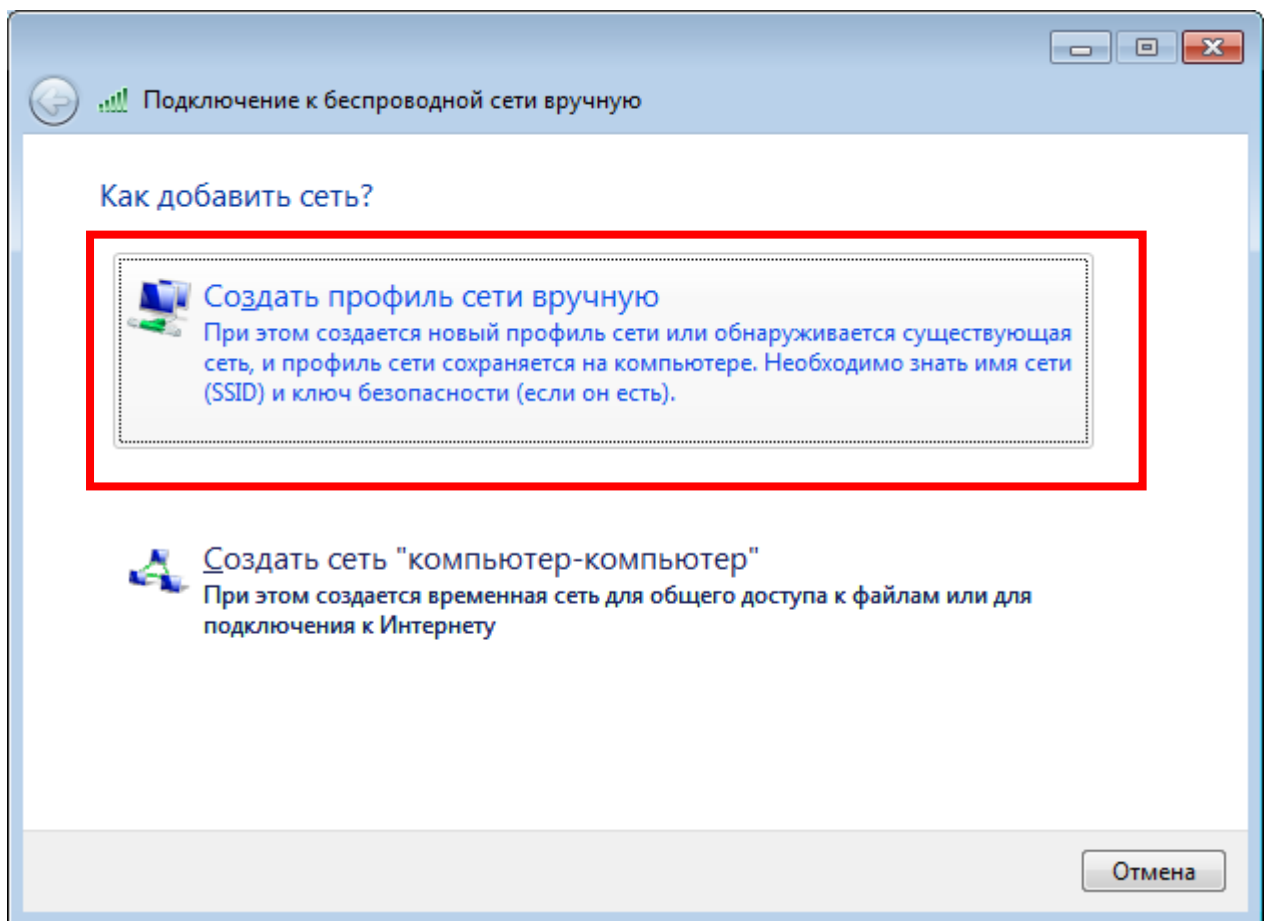 Подключение к беспроводной сети вручную
Как добавить сеть?
Создать профиль сети вручную
При этом создается новый профиль сети или обнаруживается существующая
сеть, и профиль сети сохраняется на компьютере. Необходимо знать имя сети
(SSID) и ключ безопасности (если он есть).
Создать сеть "компьютер-компьютер"
При этом создается временная сеть для общего доступа к файлам или для
подключения к Интернету
Отмена